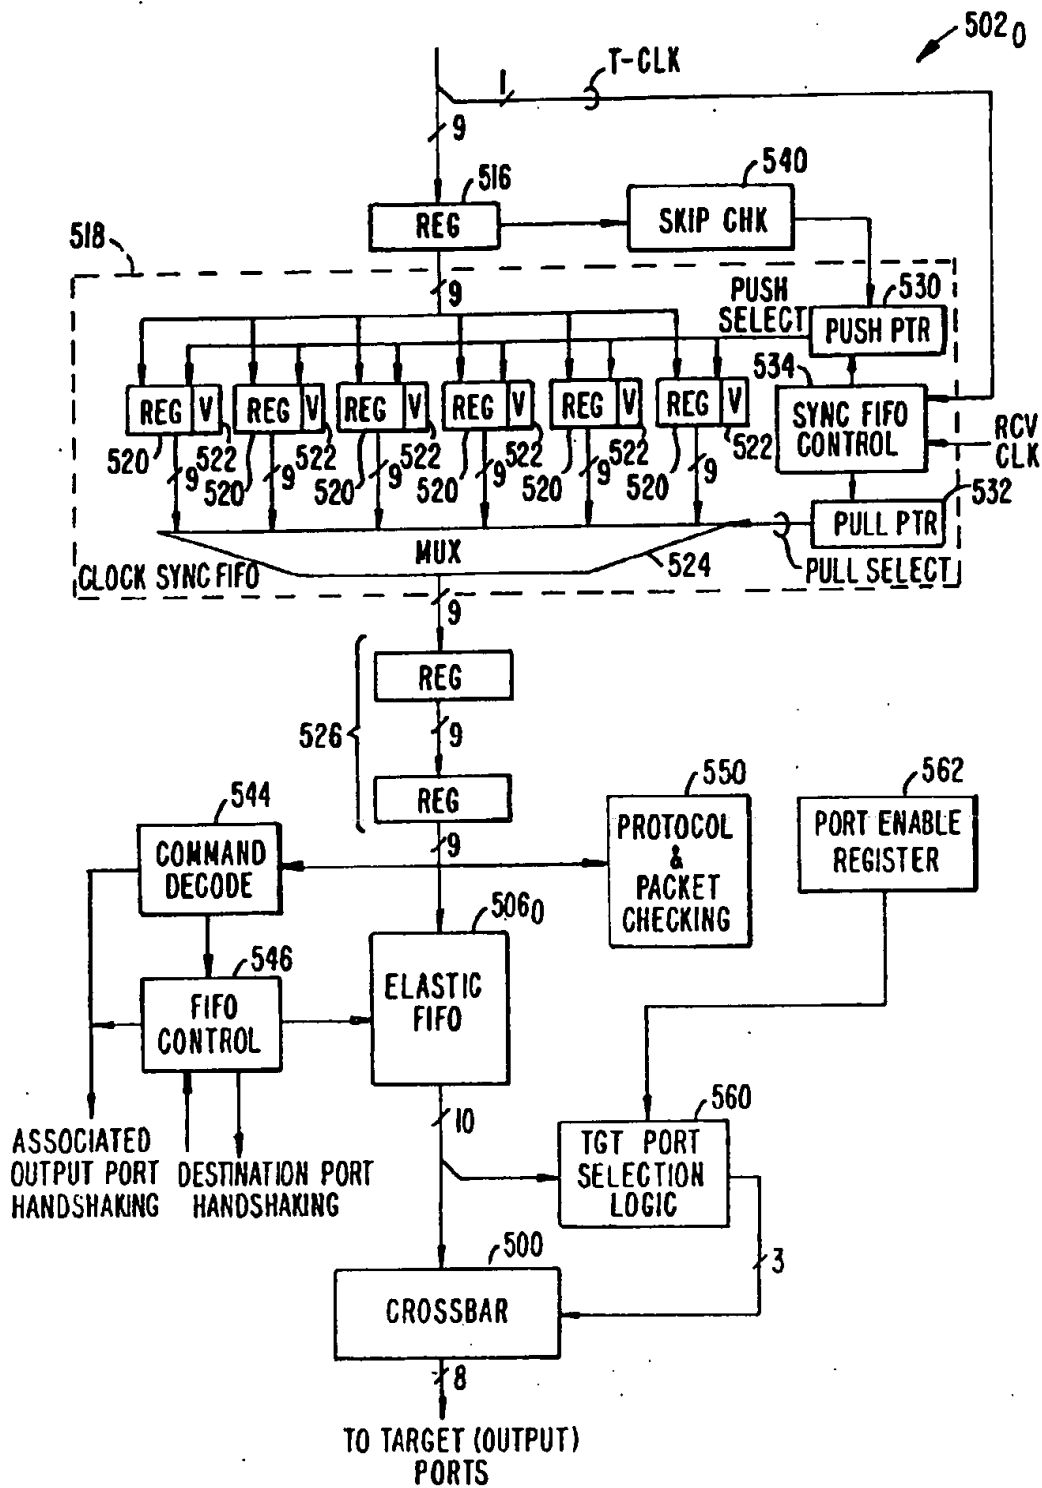 502 0
T-CLK
1
9
516
540
REG
SKIP CHK
518
9
PUSH
SELECT
530
PUSH PTR
534
REG V REG V REG V REG V REG V REG V
SYNC FIFO
CONTROL
RCV
CLK
520 522 520 522 520 522 520 522 520 522 520 522
9 9 9 9 9 9
532
PULL PTR
MUX
524
PULL SELECT
CLOCK SYNC FIFO
9
REG
526
9
REG
9
544
COMMAND
DECODE
550
PROTOCOL
&
PACKET
CHECKING
562
PORT ENABLE
REGISTER
506 0
ELASTIC
FIFO
546
FIFO
CONTROL
10
560
TGT PORT
SELECTION
LOGIC
ASSOCIATED
OUTPUT PORT
HANDSHAKING
DESTINATION PORT
HANDSHAKING
3
500
CROSSBAR
8
TO TARGET (OUTPUT)
PORTS